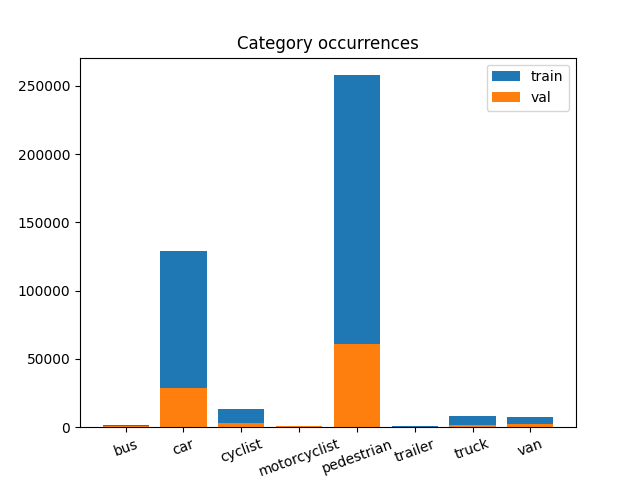 Category occurrences
train
val
250000
200000
150000
100000
50000
0
bus car cyclist motorcyclist pedestrian trailer truck van